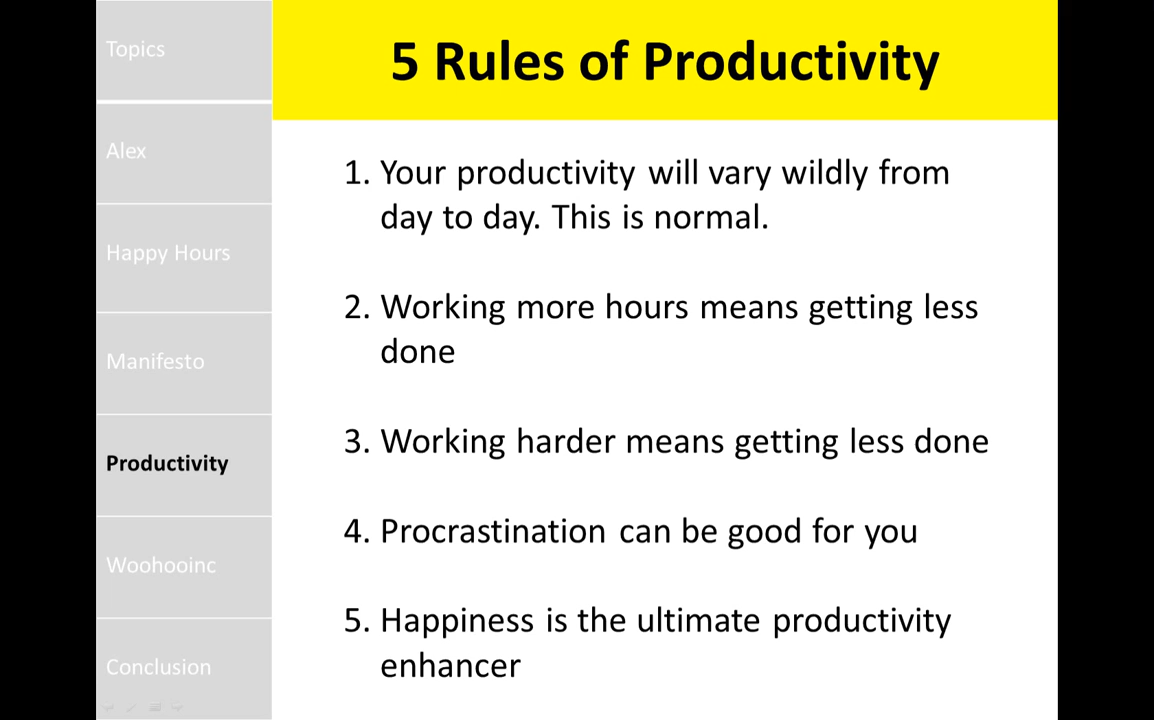 Topics
Alex
Happy Hours
Manifesto
Productivity
Woohooinc
Conclusion
5 Rules of Productivity
1. Your productivity will vary wildly from
day to day. This is normal.
2. Working more hours means getting less
done
3. Working harder means getting less done
4. Procrastination can be good for you
5. Happiness is the ultimate productivity
enhancer